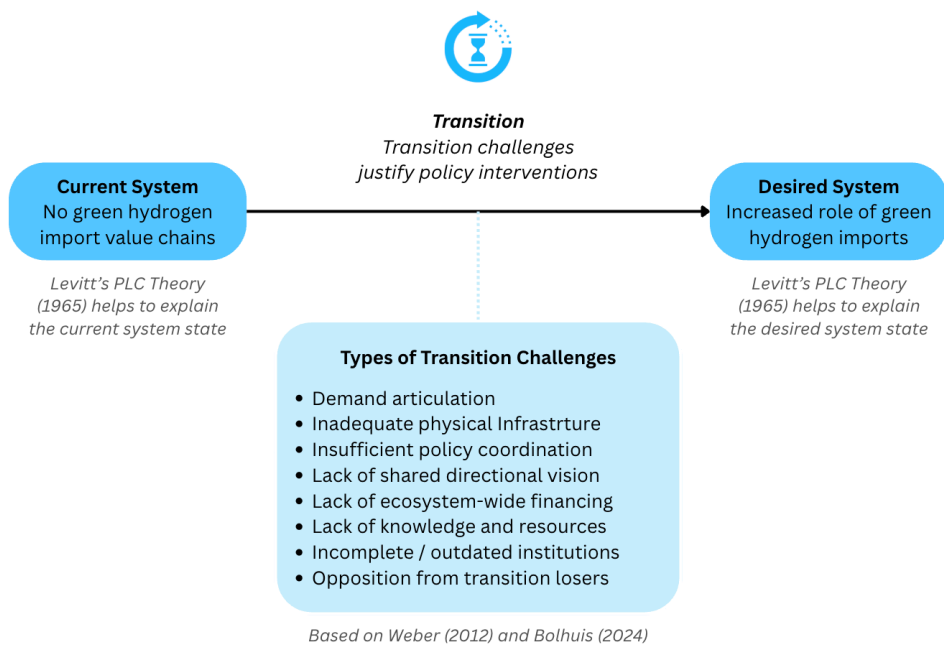 Transition
Transition challenges
justify policy interventions
Current System
No green hydrogen
import value chains
Desired System
Increased role of green
hydrogen imports
Levitt’s PLC Theory
(1965) helps to explain
the current system state
Levitt’s PLC Theory
(1965) helps to explain
the desired system state
Types of Transition Challenges
• Demand articulation
• Inadequate physical Infrastrture
• Insufficient policy coordination
• Lack of shared directional vision
• Lack of ecosystem-wide financing
• Lack of knowledge and resources
• Incomplete / outdated institutions
• Opposition from transition losers
Based on Weber (2012) and Bolhuis (2024)